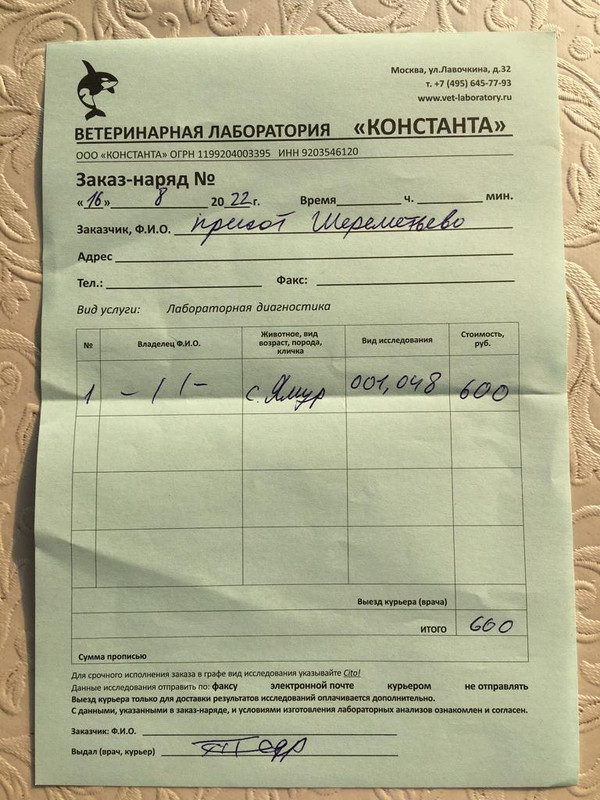 Москва, ул.Лавочкина, д.32
т. +7 (495) 645-77-93
www.vet-laboratory.ru
ВЕТЕРИНАРНАЯ ЛАБОРАТОРИЯ «КОНСТАНТА»
ООО «КОНСТАНТА» ОГРН 1199204003395 ИНН 9203546120
Заказ-наряд №
«16» 8 2022 г. Время ч. мин.
Заказчик, Ф.И.О. приют Шереметьево
Адрес
Тел.: Факс:
Вид услуги: Лабораторная диагностика
№ Владелец Ф.И.О. Животное, вид возраст, порода, кличка Вид исследования Стоимость, руб.
1 -//- с. Ямур 001,048 600
Выезд курьера (врача)
ИТОГО 600
Сумма прописью
Для срочного исполнения заказа в графе вид исследования указывайте Cito!
Данные исследования отправить по: факсу электронной почте курьером не отправлять
Выезд курьера только для доставки результатов исследований оплачивается дополнительно.
С данными, указанными в заказ-наряде, и условиями изготовления лабораторных анализов ознакомлен и согласен.
Заказчик: Ф.И.О.
Выдал (врач, курьер)